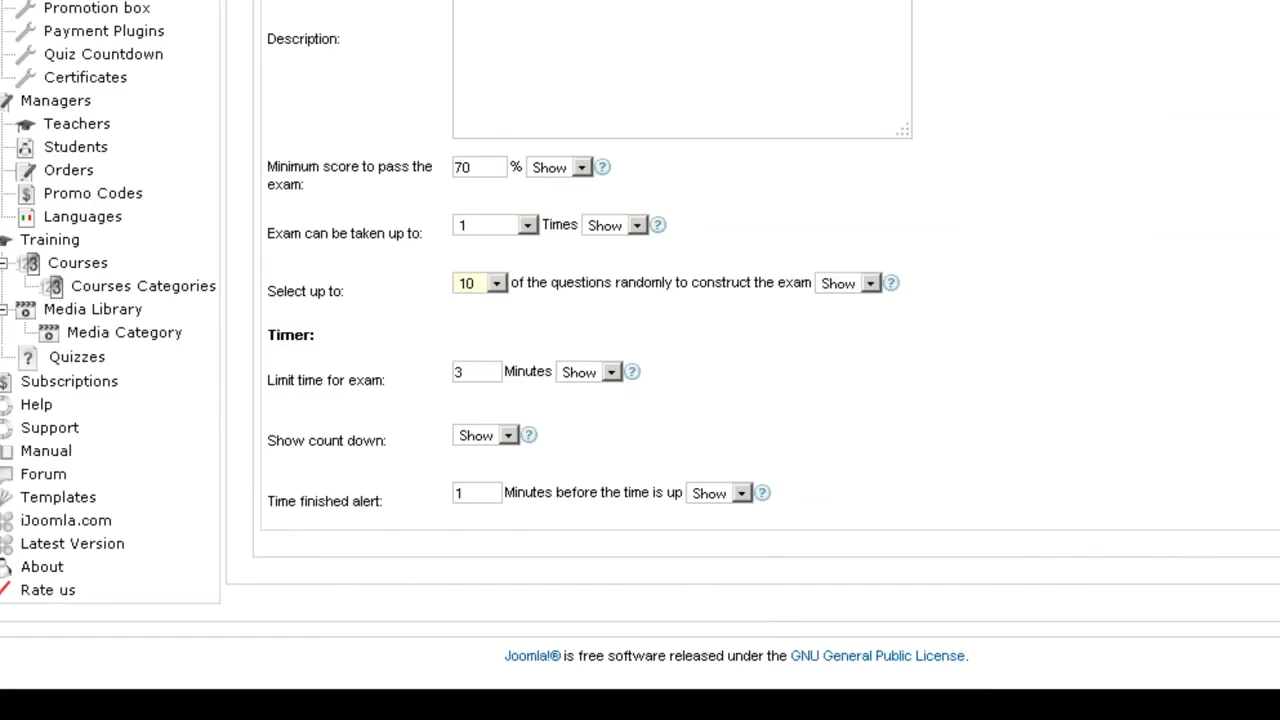 Promotion box
Payment Plugins
Quiz Countdown
Certificates
Managers
Teachers
Students
Orders
Promo Codes
Languages
Training
Courses
Courses Categories
Media Library
Media Category
Quizzes
Subscriptions
Help
Support
Manual
Forum
Templates
iJoomla.com
Latest Version
About
Rate us
Description:
Minimum score to pass the 70 % Show
exam:
Exam can be taken up to: 1 Times Show
Select up to: 10 of the questions randomly to construct the exam Show
Timer:
Limit time for exam: 3 Minutes Show
Show count down: Show
Time finished alert: 1 Minutes before the time is up Show
Joomla!® is free software released under the GNU General Public License.